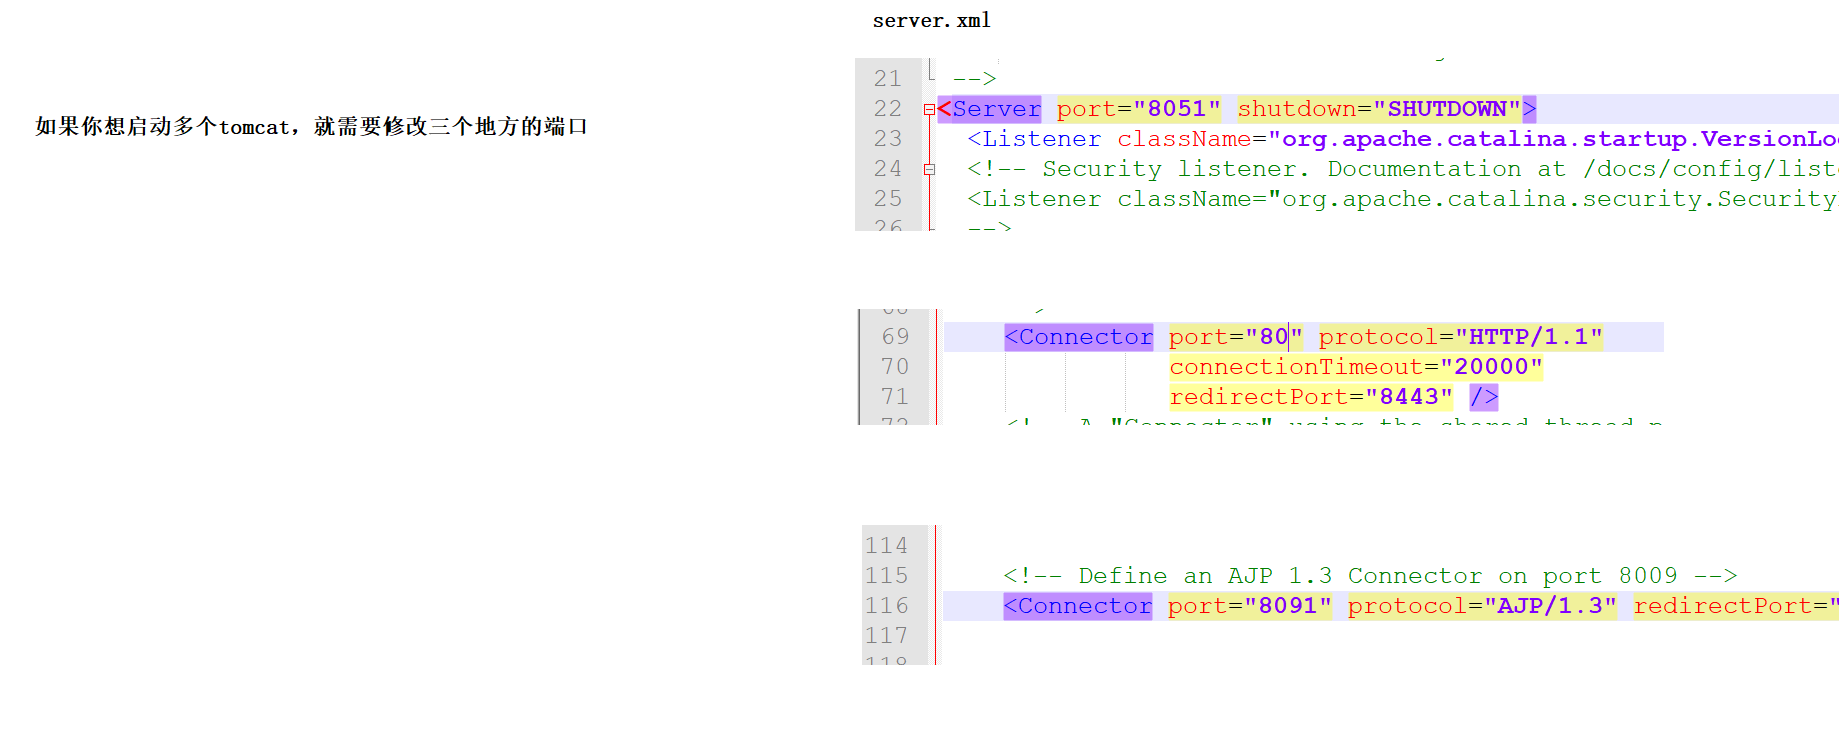 server.xml
如果你想启动多个tomcat，就需要修改三个地方的端口
21 -->
22 <Server port="8051" shutdown="SHUTDOWN">
23 <Listener className="org.apache.catalina.startup.VersionLo
24 <!-- Security listener. Documentation at /docs/config/list
25 <Listener className="org.apache.catalina.security.Security
26 -->
69 <Connector port="80" protocol="HTTP/1.1"
70 connectionTimeout="20000"
71 redirectPort="8443" />
72 <!-- A "Connector" using the shared thread p
114
115 <!-- Define an AJP 1.3 Connector on port 8009 -->
116 <Connector port="8091" protocol="AJP/1.3" redirectPort="
117
118